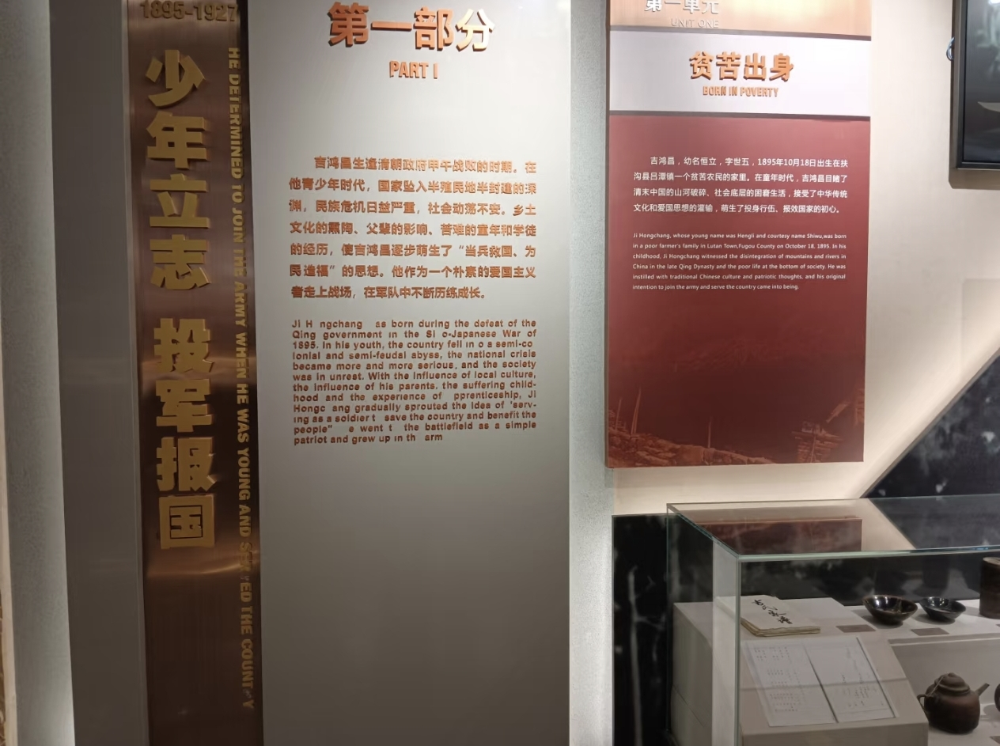 1895-1927
少年立志 投军报国
HE DETERMINED TO JOIN THE ARMY WHEN HE WAS YOUNG AND SERVED THE COUNTRY
第一部分
PART I
吉鸿昌生逢清朝政府甲午战败的时期。在
他青少年时代，国家坠入半殖民地半封建的深
渊，民族危机日益严重，社会动荡不安。乡土
文化的熏陶、父辈的影响、苦难的童年和学徒
的经历，使吉鸿昌逐步萌生了“当兵救国、为
民造福”的思想。他作为一个朴素的爱国主义
者走上战场，在军队中不断历练成长。
Ji H ngchang as born during the defeat of the
Qing government in the Si o-Japanese War of
1895. In his youth, the country fell in o a semi-co
lonial and semi-feudal abyss, the national crisis
became more and more serious, and the society
was in unrest. With the influence of local culture,
the influence of his parents, the suffering child-
hood and the experience of pprenticeship, Ji
Hongc ang gradually sprouted the idea of "serv-
ing as a soldier t save the country and benefit the
people" e went t the battlefield as a simple
patriot and grew up in th arm
第一单元
UNIT ONE
贫苦出身
BORN IN POVERTY
吉鸿昌，幼名恒立，字世五，1895年10月18日出生在扶
沟县吕潭镇一个贫苦农民的家里。在童年时代，吉鸿昌目睹了
清末中国的山河破碎、社会底层的困窘生活，接受了中华传统
文化和爱国思想的灌输，萌生了投身行伍、报效国家的初心。
Ji Hongchang, whose young name was Hengli and courtesy name Shiwu,was born
in a poor farmer's family in Lutan Town,Fugou County on October 18, 1895. In his
childhood, Ji Hongchang witnessed the disintegration of mountains and rivers in
China in the late Qing Dynasty and the poor life at the bottom of society. He was
instilled with traditional Chinese culture and patriotic thoughts, and his original
intention to join the army and serve the country came into being.